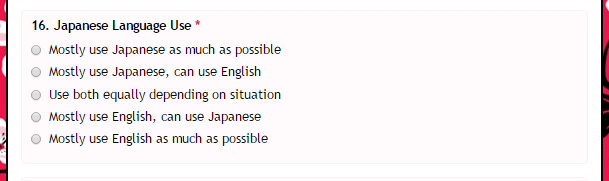 16. Japanese Language Use *
Mostly use Japanese as much as possible
Mostly use Japanese, can use English
Use both equally depending on situation
Mostly use English, can use Japanese
Mostly use English as much as possible